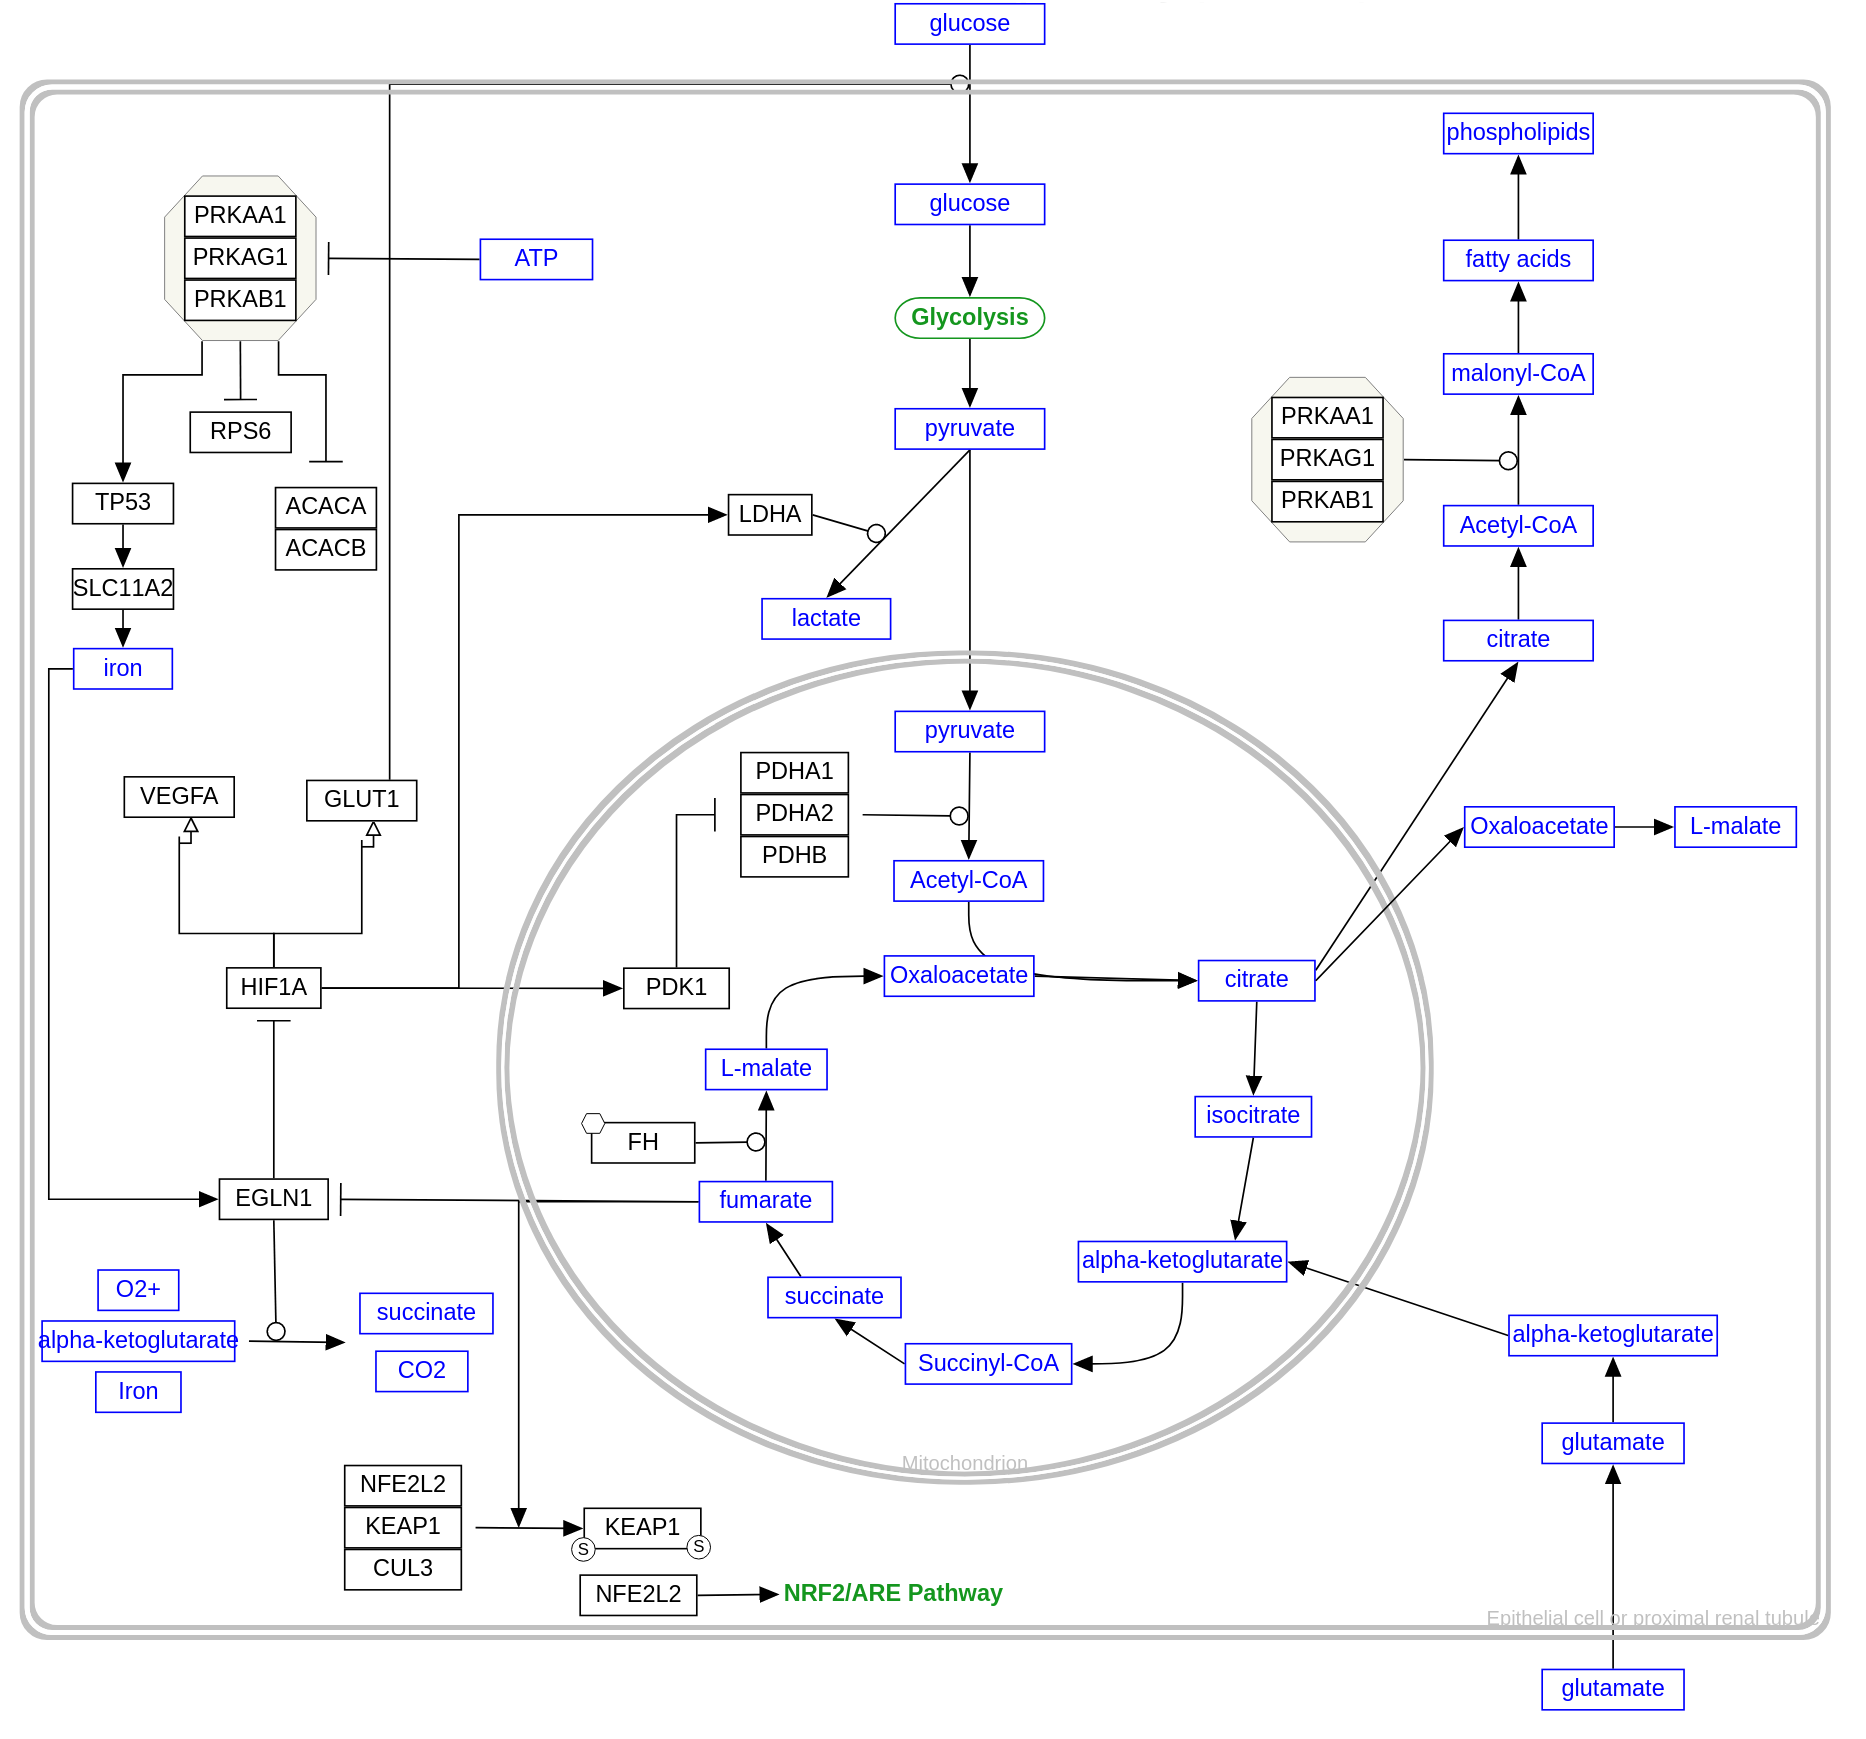 glucose
phospholipids
glucose
PRKAA1
PRKAG1
PRKAB1
ATP
fatty acids
Glycolysis
malonyl-CoA
PRKAA1
PRKAG1
PRKAB1
pyruvate
RPS6
TP53
ACACA
ACACB
LDHA
Acetyl-CoA
SLC11A2
lactate
citrate
iron
pyruvate
VEGFA
GLUT1
PDHA1
PDHA2
PDHB
Oxaloacetate
L-malate
Acetyl-CoA
HIF1A
PDK1
Oxaloacetate
citrate
L-malate
isocitrate
FH
EGLN1
fumarate
alpha-ketoglutarate
O2+
alpha-ketoglutarate
Iron
succinate
CO2
succinate
Succinyl-CoA
alpha-ketoglutarate
glutamate
Mitochondrion
NFE2L2
KEAP1
CUL3
KEAP1
S
S
NFE2L2
NRF2/ARE Pathway
Epithelial cell or proximal renal tubule
glutamate